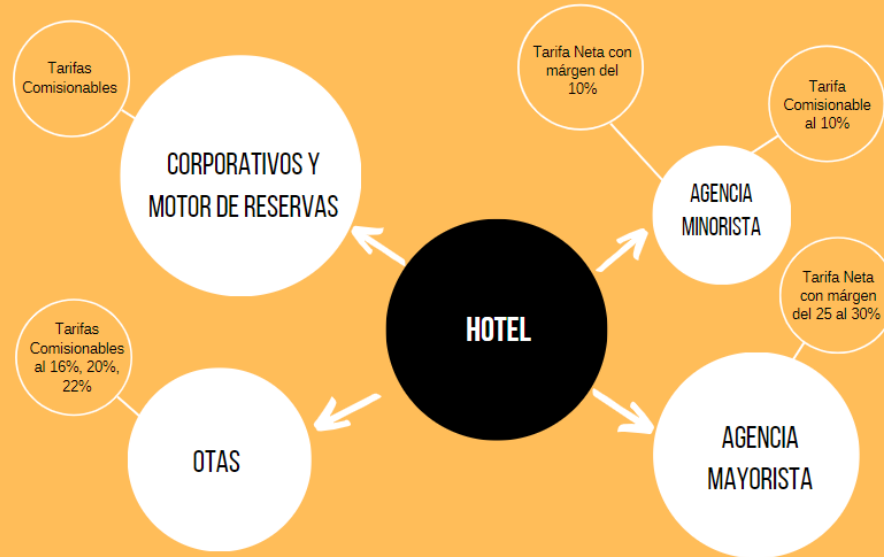 Tarifas
Comisionables
CORPORATIVOS Y
MOTOR DE RESERVAS
Tarifa Neta con
márgen del
10%
Tarifa
Comisionable
al 10%
AGENCIA
MINORISTA
HOTEL
Tarifas
Comisionables
al 16%, 20%,
22%
OTAS
Tarifa Neta
con márgen
del 25 al 30%
AGENCIA
MAYORISTA